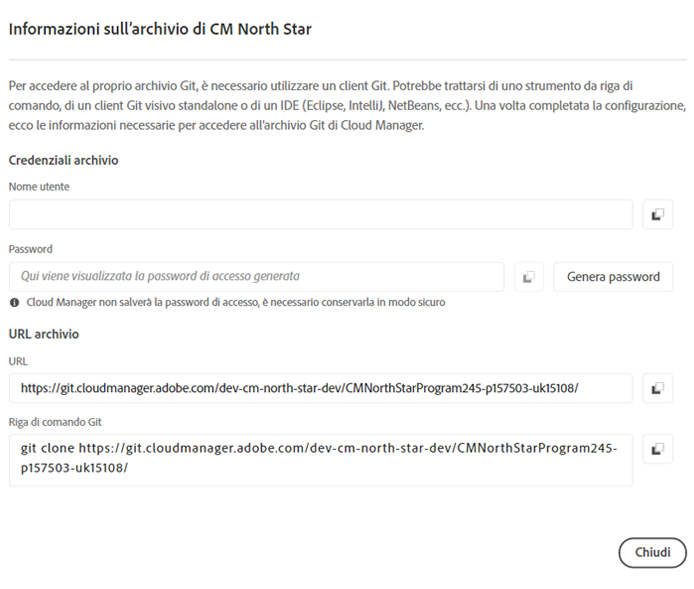 Informazioni sull'archivio di CM North Star
Per accedere al proprio archivio Git, è necessario utilizzare un client Git. Potrebbe trattarsi di uno strumento da riga di
comando, di un client Git visivo standalone o di un IDE (Eclipse, IntelliJ, NetBeans, ecc.). Una volta completata la configurazione,
ecco le informazioni necessarie per accedere all'archivio Git di Cloud Manager.
Credenziali archivio
Nome utente
Password
Qui viene visualizzata la password di accesso generata
Genera password
Cloud Manager non salverà la password di accesso, è necessario conservarla in modo sicuro
URL archivio
URL
https://git.cloudmanager.adobe.com/dev-cm-north-star-dev/CMNorthStarProgram245-p157503-uk15108/
Riga di comando Git
git clone https://git.cloudmanager.adobe.com/dev-cm-north-star-dev/CMNorthStarProgram245-
p157503-uk15108/
Chiudi